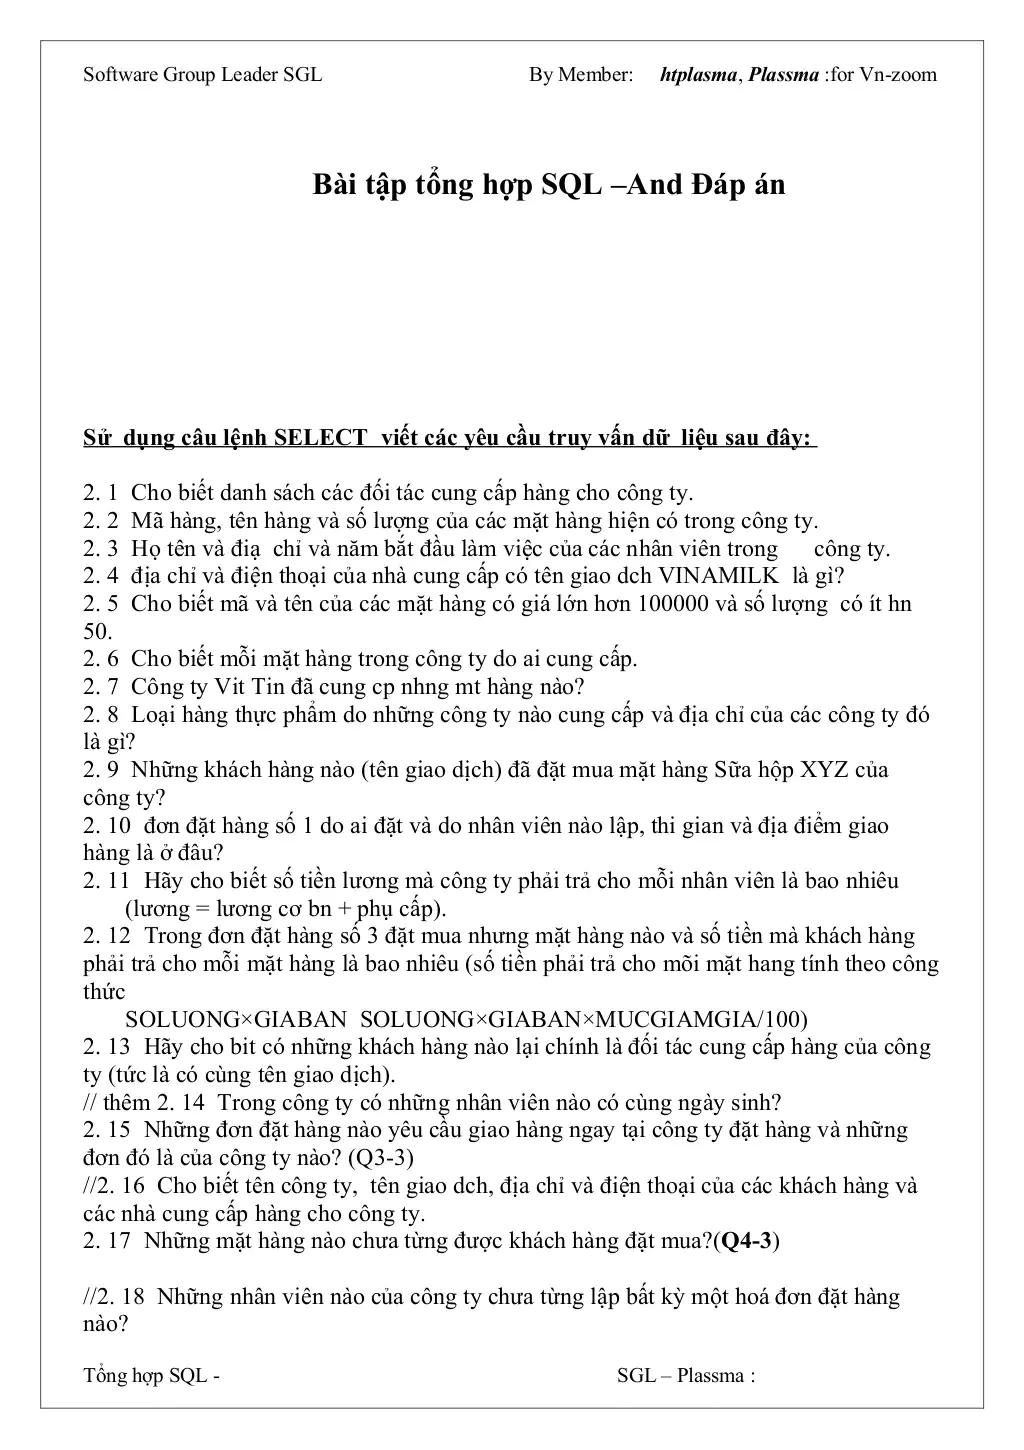 Software Group Leader SGL By Member: htplasma, Plassma :for Vn-zoom
Bài tập tổng hợp SQL –And Đáp án
Sử dụng câu lệnh SELECT viết các yêu cầu truy vấn dữ liệu sau đây:
2. 1 Cho biết danh sách các đối tác cung cấp hàng cho công ty.
2. 2 Mã hàng, tên hàng và số lượng của các mặt hàng hiện có trong công ty.
2. 3 Họ tên và điạ chỉ và năm bắt đầu làm việc của các nhân viên trong công ty.
2. 4 địa chỉ và điện thoại của nhà cung cấp có tên giao dch VINAMILK là gì?
2. 5 Cho biết mã và tên của các mặt hàng có giá lớn hơn 100000 và số lượng có ít hn
50.
2. 6 Cho biết mỗi mặt hàng trong công ty do ai cung cấp.
2. 7 Công ty Vit Tin đã cung cp nhng mt hàng nào?
2. 8 Loại hàng thực phẩm do những công ty nào cung cấp và địa chỉ của các công ty đó
là gì?
2. 9 Những khách hàng nào (tên giao dịch) đã đặt mua mặt hàng Sữa hộp XYZ của
công ty?
2. 10 đơn đặt hàng số 1 do ai đặt và do nhân viên nào lập, thi gian và địa điểm giao
hàng là ở đâu?
2. 11 Hãy cho biết số tiền lương mà công ty phải trả cho mỗi nhân viên là bao nhiêu
(lương = lương cơ bn + phụ cấp).
2. 12 Trong đơn đặt hàng số 3 đặt mua nhưng mặt hàng nào và số tiền mà khách hàng
phải trả cho mỗi mặt hàng là bao nhiêu (số tiền phải trả cho mõi mặt hang tính theo công
thức
SOLUONG×GIABAN SOLUONG×GIABAN×MUCGIAMGIA/100)
2. 13 Hãy cho bit có những khách hàng nào lại chính là đối tác cung cấp hàng của công
ty (tức là có cùng tên giao dịch).
// thêm 2. 14 Trong công ty có những nhân viên nào có cùng ngày sinh?
2. 15 Những đơn đặt hàng nào yêu cầu giao hàng ngay tại công ty đặt hàng và những
đơn đó là của công ty nào? (Q3-3)
//2. 16 Cho biết tên công ty, tên giao dch, địa chỉ và điện thoại của các khách hàng và
các nhà cung cấp hàng cho công ty.
2. 17 Những mặt hàng nào chưa từng được khách hàng đặt mua?(Q4-3)
//2. 18 Những nhân viên nào của công ty chưa từng lập bất kỳ một hoá đơn đặt hàng
nào?
Tổng hợp SQL - SGL – Plassma :